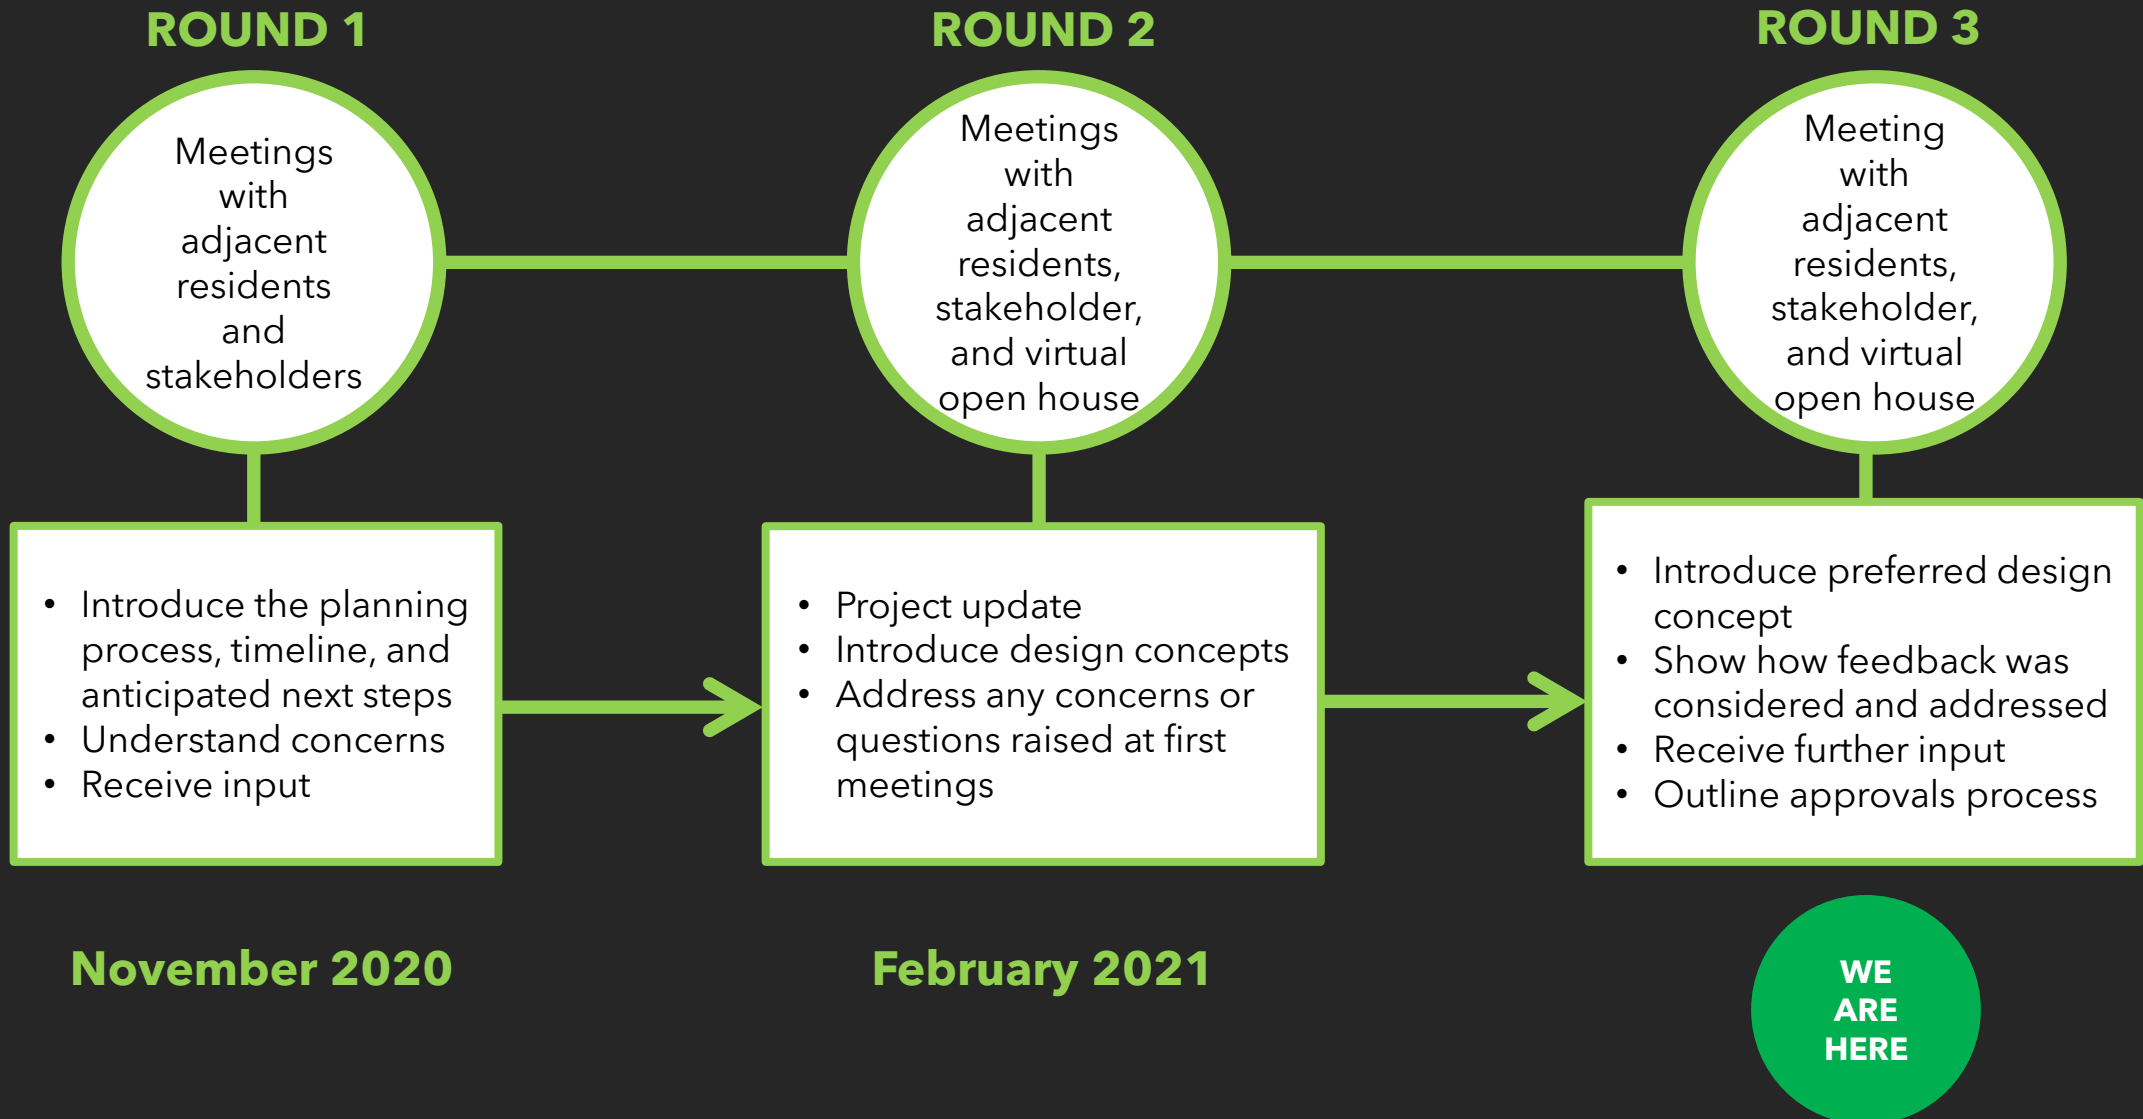 ROUND 1
Meetings
with
adjacent
residents
and
stakeholders
• Introduce the planning
process, timeline, and
anticipated next steps
• Understand concerns
• Receive input
November 2020
ROUND 2
Meetings
with
adjacent
residents,
stakeholder,
and virtual
open house
• Project update
• Introduce design concepts
• Address any concerns or
questions raised at first
meetings
February 2021
ROUND 3
Meeting
with
adjacent
residents,
stakeholder,
and virtual
open house
• Introduce preferred design
concept
• Show how feedback was
considered and addressed
• Receive further input
• Outline approvals process
WE
ARE
HERE